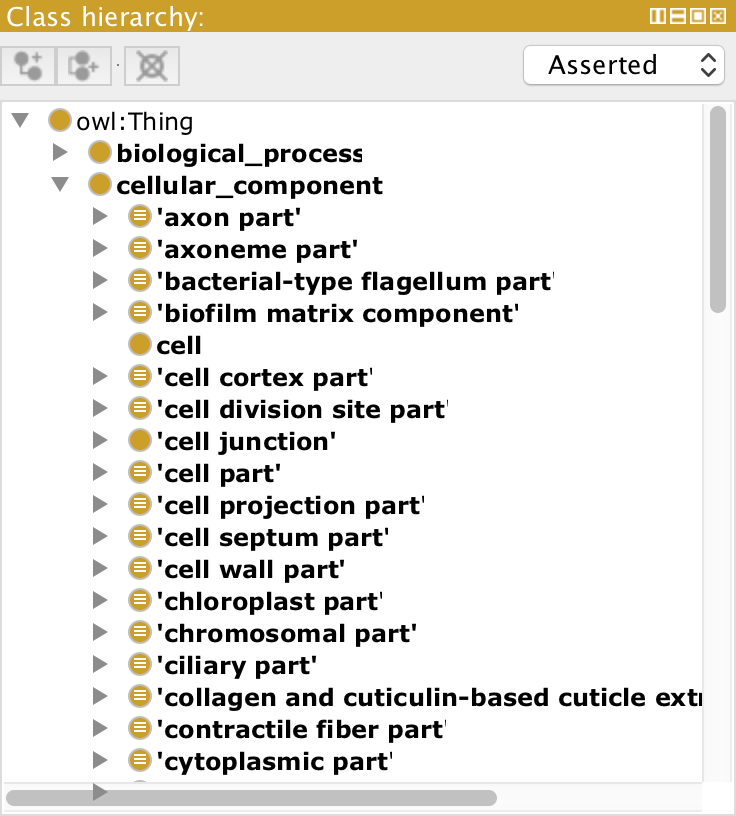 Class hierarchy:
Asserted
owl:Thing
biological_process
cellular_component
'axon part'
'axoneme part'
'bacterial-type flagellum part'
'biofilm matrix component'
cell
'cell cortex part'
'cell division site part'
'cell junction'
'cell part'
'cell projection part'
'cell septum part'
'cell wall part'
'chloroplast part'
'chromosomal part'
'ciliary part'
'collagen and cuticulin-based cuticle extr
'contractile fiber part'
'cytoplasmic part'